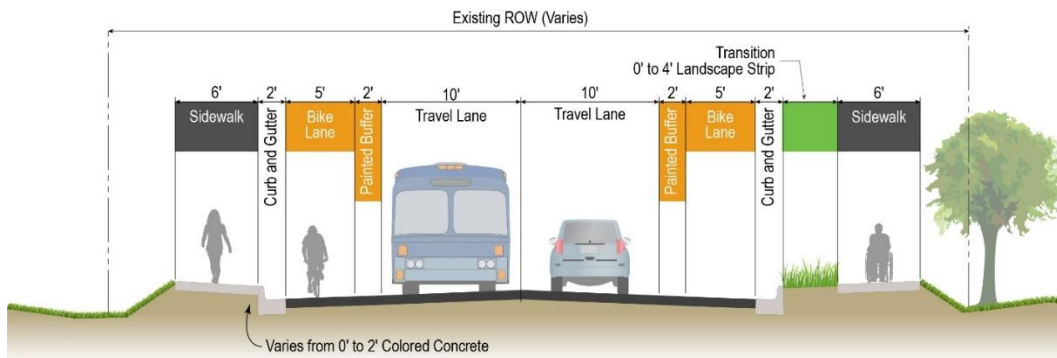 Existing ROW (Varies)
Transition
0' to 4' Landscape Strip
6' 2' 5' 2' 10' 10' 2' 5' 2' 6'
Sidewalk
Curb and Gutter
Bike
Lane
Painted Buffer
Travel Lane
Travel Lane
Painted Buffer
Bike
Lane
Curb and Gutter
Sidewalk
Varies from 0' to 2' Colored Concrete